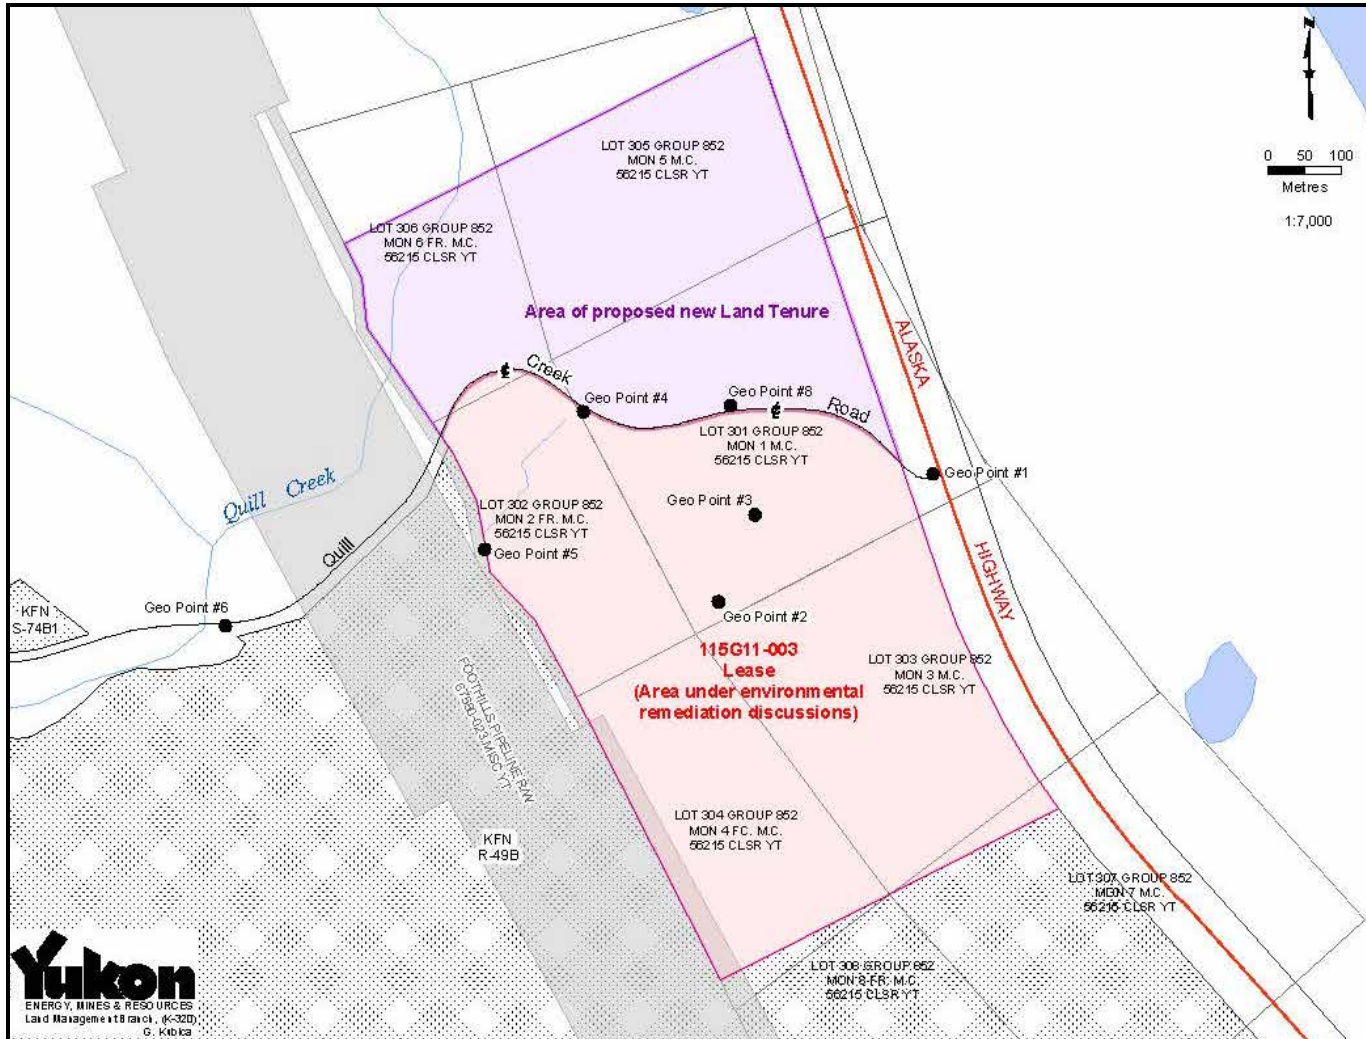 N
0 50 100
Metres
1:7,000
LOT 305 GROUP 852
MON 5 M.C.
56215 CLSR YT
LOT 306 GROUP 852
MON 6 FR. M.C.
56215 CLSR YT
Area of proposed new Land Tenure
ALASKA
Creek
Geo Point #4
Geo Point #8
Road
LOT 301 GROUP 852
MON 1 M.C.
56215 CLSR YT
Geo Point #1
Quill Creek
LOT 302 GROUP 852
MON 2 FR. M.C.
56215 CLSR YT
Geo Point #3
Quill
Geo Point #5
HIGHWAY
KFN
S-74B1
Geo Point #6
Geo Point #2
115G11-003
Lease
(Area under environmental
remediation discussions)
LOT 303 GROUP 852
MON 3 M.C.
56215 CLSR YT
FOOTHILLS PIPELINE R/W
67980-023 MISC YT
LOT 304 GROUP 852
MON 4 FC. M.C.
56215 CLSR YT
KFN
R-49B
LOT 307 GROUP 852
MON 7 M.C.
56215 CLSR YT
LOT 308 GROUP 852
MON 8 FR. M.C.
56215 CLSR YT
Yukon
ENERGY, MINES & RESOURCES
Land Management Branch, (K-320)
G. Kubica